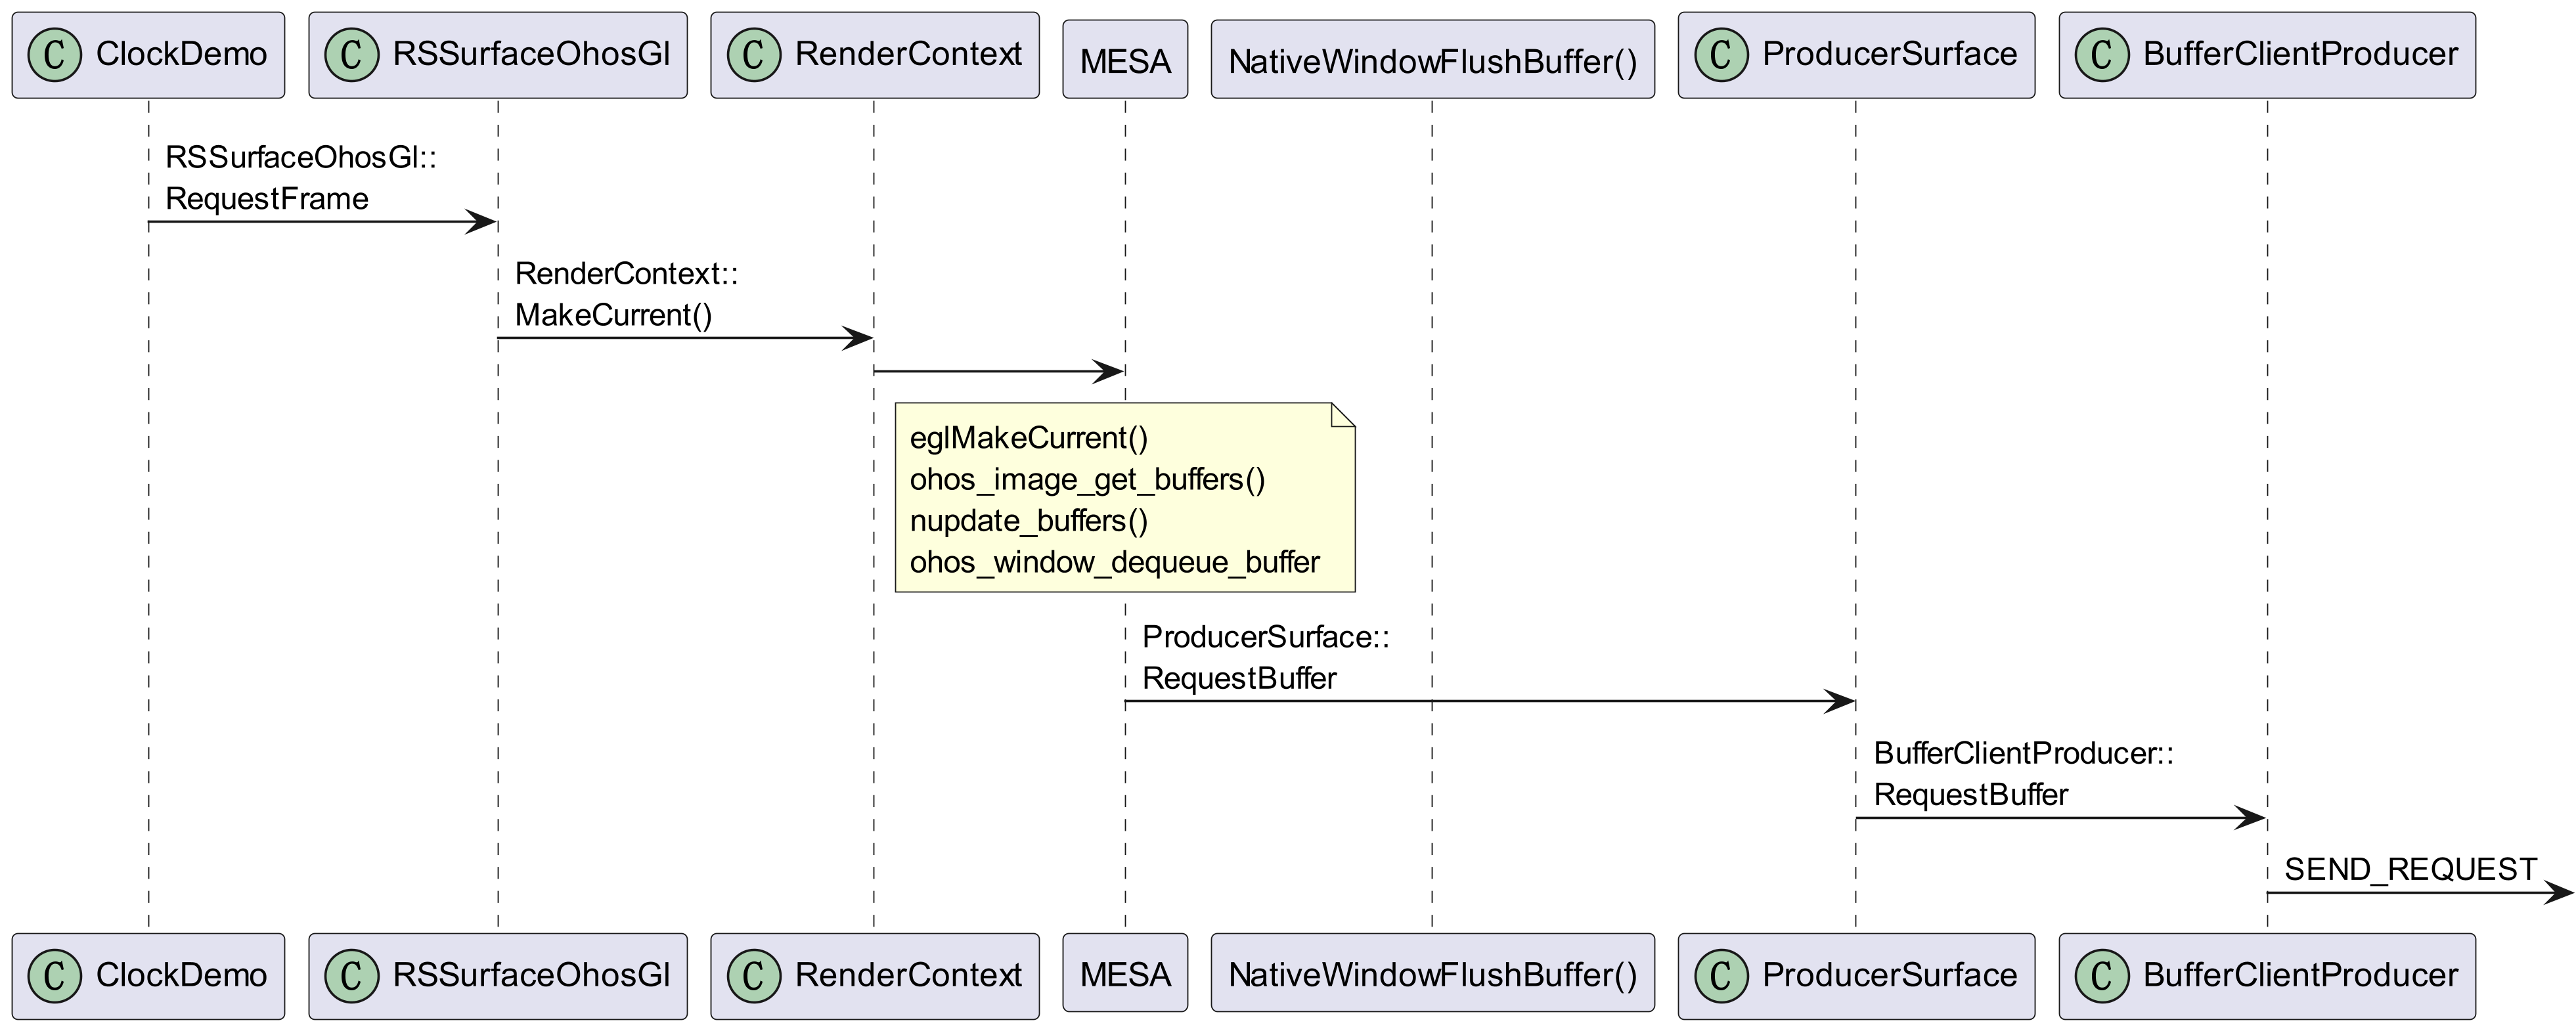 C ClockDemo
C RSSurfaceOhosGl
C RenderContext
MESA
NativeWindowFlushBuffer()
C ProducerSurface
C BufferClientProducer
RSSurfaceOhosGl::
RequestFrame
RenderContext::
MakeCurrent()
eglMakeCurrent()
ohos_image_get_buffers()
nupdate_buffers()
ohos_window_dequeue_buffer
ProducerSurface::
RequestBuffer
BufferClientProducer::
RequestBuffer
SEND_REQUEST
C ClockDemo
C RSSurfaceOhosGl
C RenderContext
MESA
NativeWindowFlushBuffer()
C ProducerSurface
C BufferClientProducer